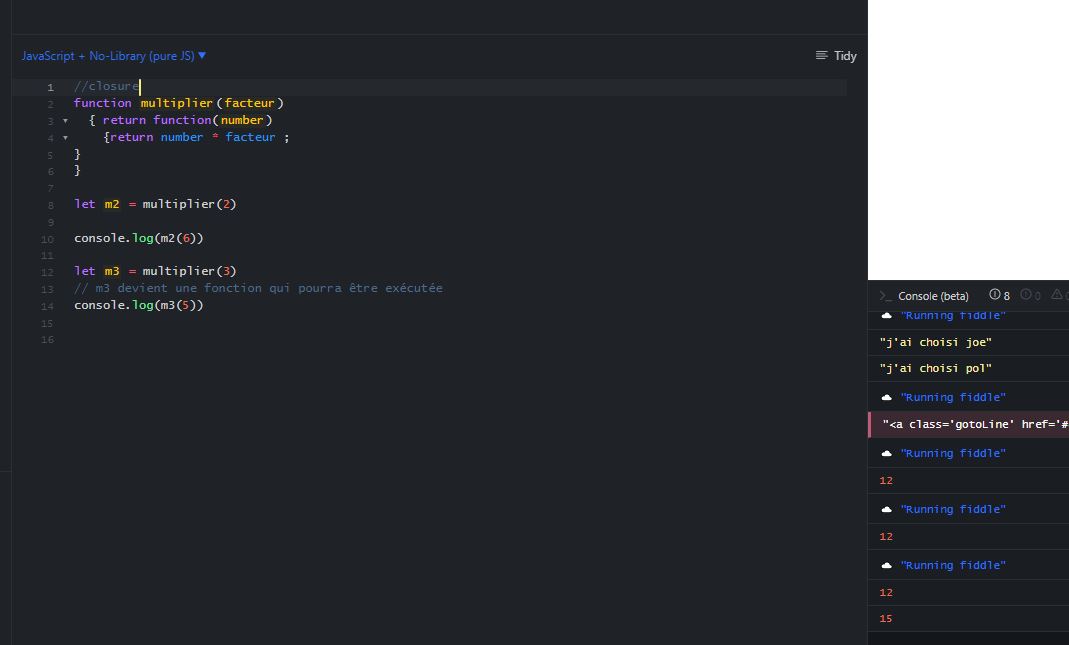 JavaScript + No-Library (pure JS) ▼
Tidy
1 //closure
2 function multiplier(facteur)
3 { return function(number)
4 {return number * facteur ;
5 }
6 }
7
8 let m2 = multiplier(2)
9
10 console.log(m2(6))
11
12 let m3 = multiplier(3)
13 // m3 devient une fonction qui pourra être exécutée
14 console.log(m3(5))
15
16
>_ Console (beta) 8 0
"Running fiddle"
"j'ai choisi joe"
"j'ai choisi pol"
"Running fiddle"
"<a class='gotoLine' href='#
"Running fiddle"
12
"Running fiddle"
12
"Running fiddle"
12
15